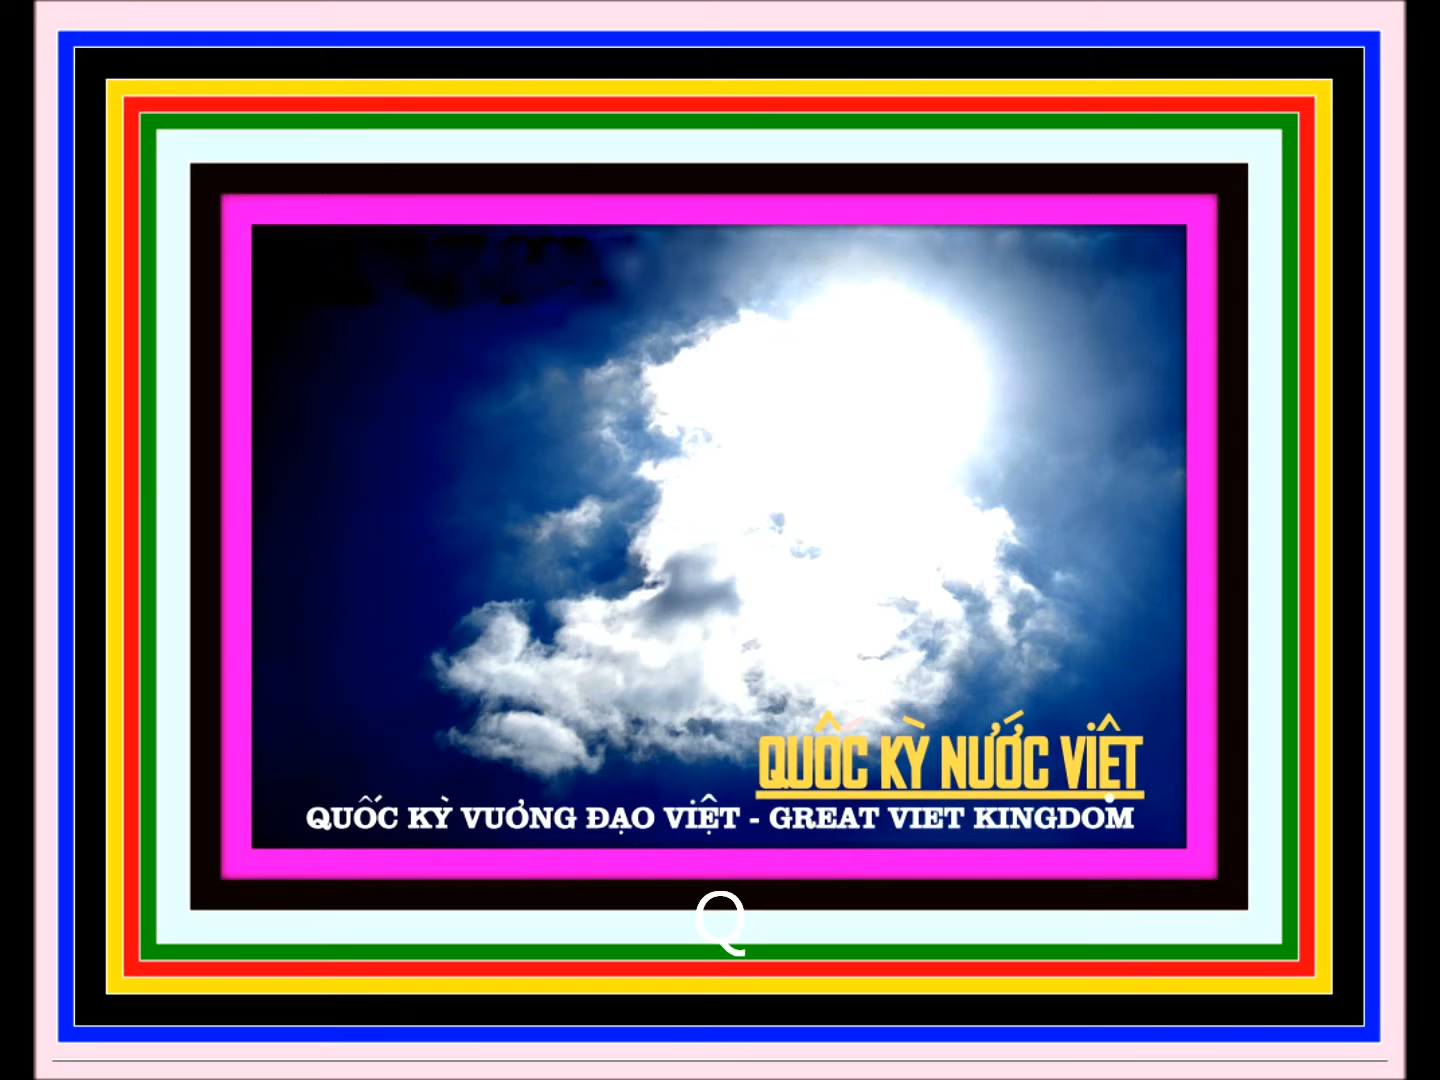 QUỐC KỲ NƯỚC VIỆT
QUỐC KỲ VƯƠNG ĐẠO VIỆT - GREAT VIET KINGDOM
Q